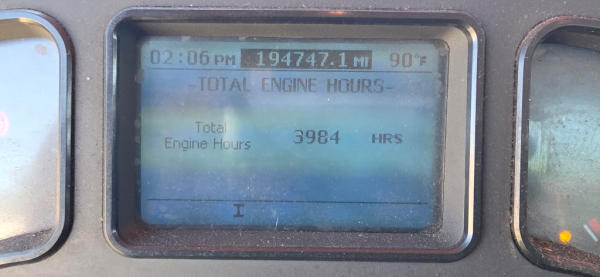 02:06 PM 194747.1 MI 90°F
-TOTAL ENGINE HOURS-
Total
Engine Hours 3984 HRS
I